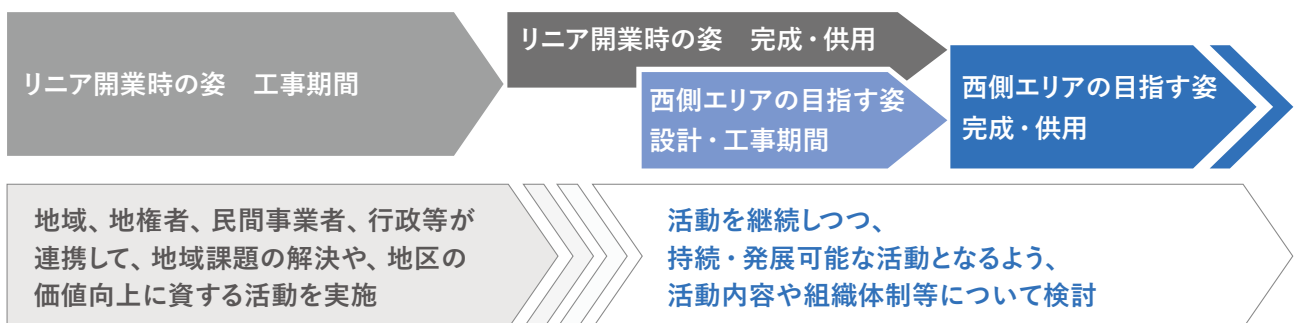 リニア開業時の姿　工事期間
リニア開業時の姿　完成・供用
西側エリアの目指す姿
設計・工事期間
西側エリアの目指す姿
完成・供用
地域、地権者、民間事業者、行政等が
連携して、地域課題の解決や、地区の
価値向上に資する活動を実施
活動を継続しつつ、
持続・発展可能な活動となるよう、
活動内容や組織体制等について検討